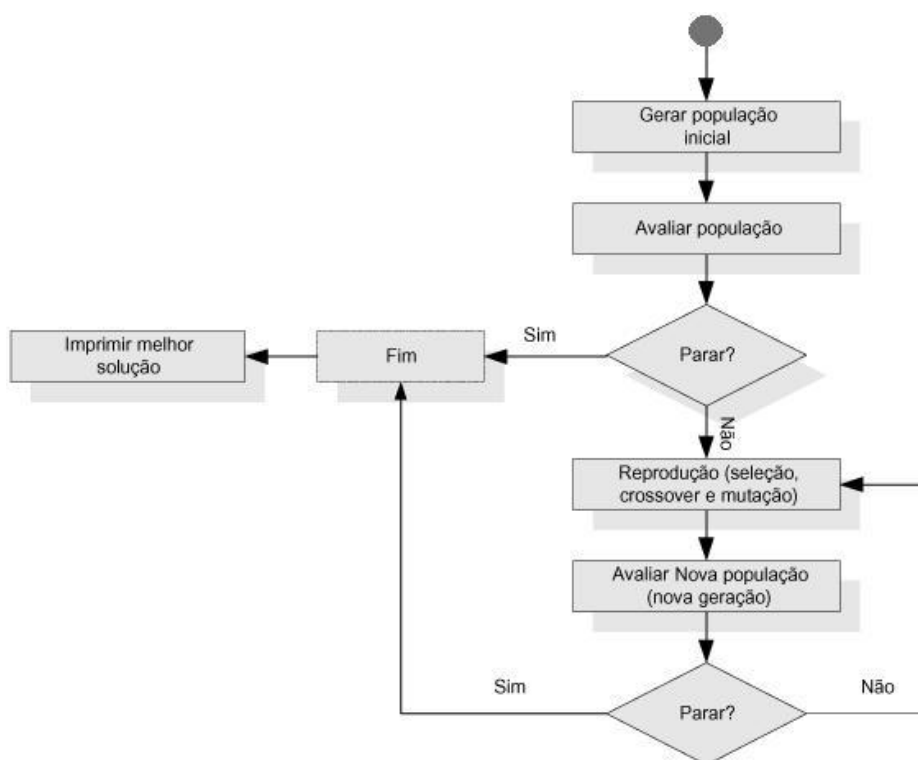 Gerar população
inicial
Avaliar população
Parar?
Sim
Fim
Imprimir melhor
solução
Não
Reprodução (seleção,
crossover e mutação)
Avaliar Nova população
(nova geração)
Parar?
Sim
Não